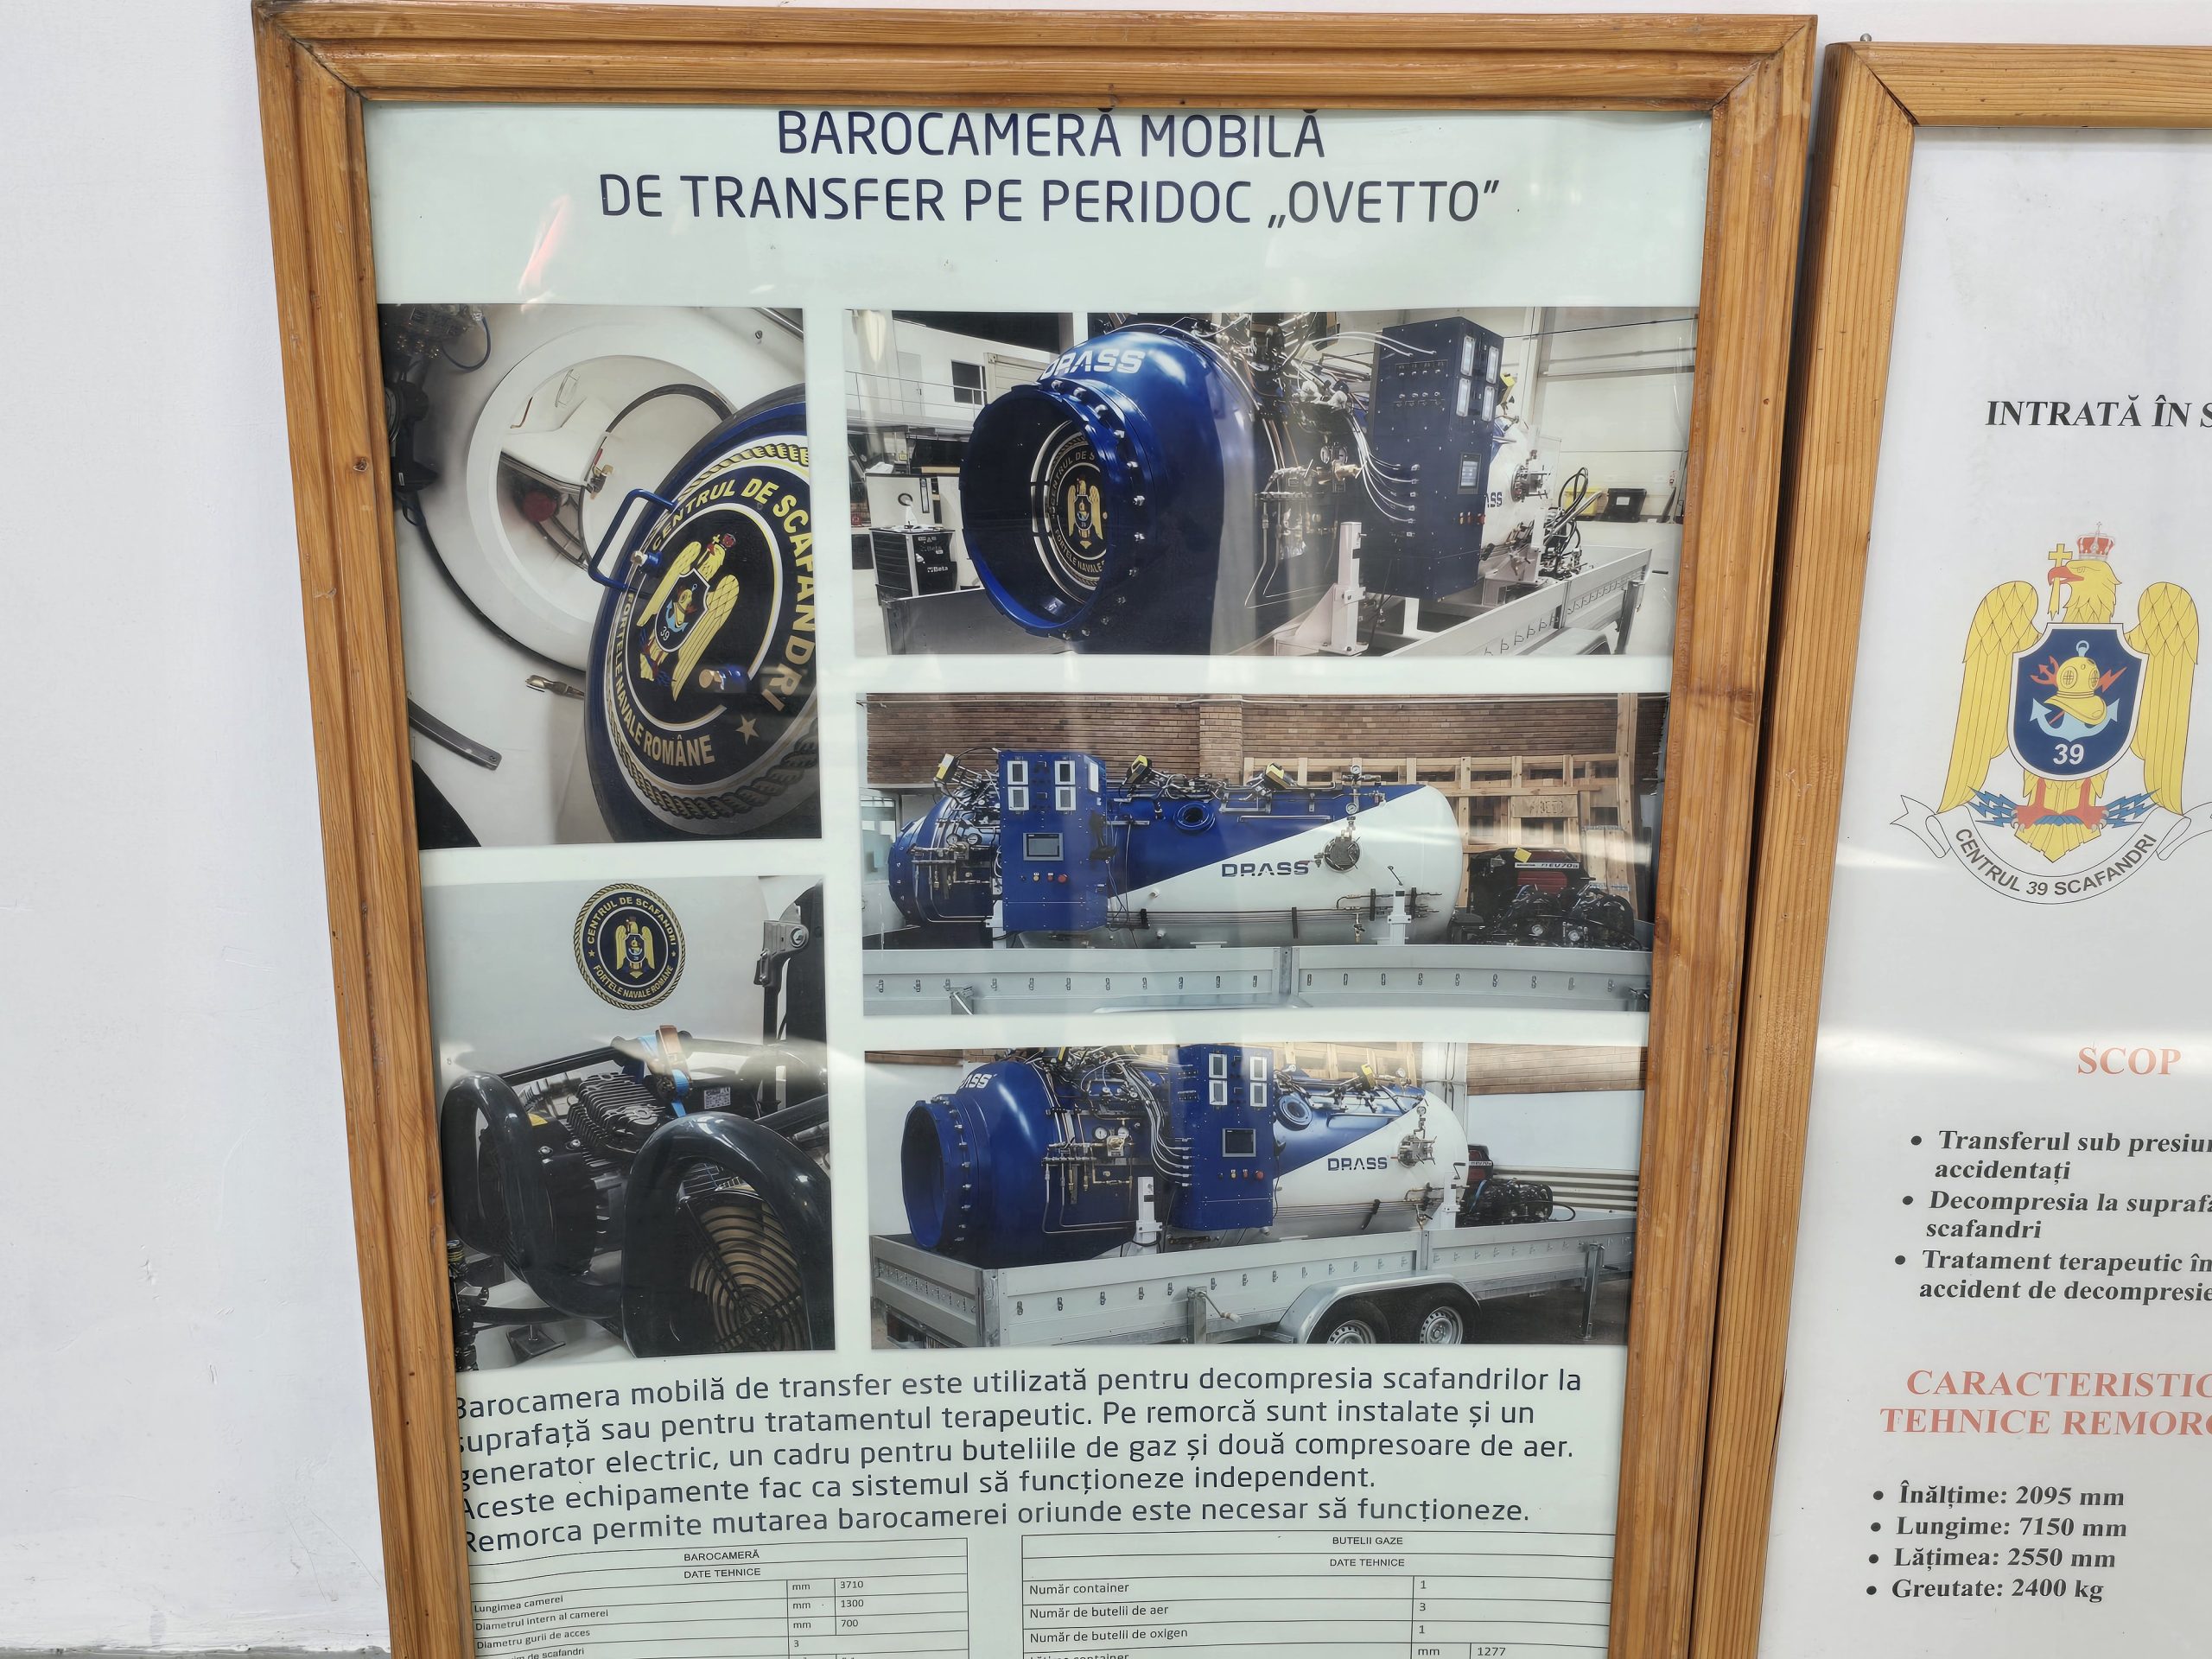 BAROCAMERĂ MOBILĂ
DE TRANSFER PE PERIDOC „OVETTO”
CENTRUL DE SCAFANDRI
FORȚELE NAVALE ROMÂNE
39
DRASS
DRASS
CENTRUL DE SCAFANDRI
FORȚELE NAVALE ROMÂNE
DRASS
DRASS
Barocamera mobilă de transfer este utilizată pentru decompresia scafandrilor la
suprafață sau pentru tratamentul terapeutic. Pe remorcă sunt instalate și un
generator electric, un cadru pentru buteliile de gaz și două compresoare de aer.
Aceste echipamente fac ca sistemul să funcționeze independent.
Remorca permite mutarea barocamerei oriunde este necesar să funcționeze.
BAROCAMERĂ
DATE TEHNICE
Lungimea camerei mm 3710
Diametrul intern al camerei mm 1300
Diametru gurii de acces mm 700
de scafandri 3
BUTELII GAZE
DATE TEHNICE
Număr container 1
Număr de butelii de aer 3
Număr de butelii de oxigen 1
container mm 1277
INTRATĂ ÎN S
39
CENTRUL 39 SCAFANDRI
SCOP
• Transferul sub presiun
accidentați
• Decompresia la supraf
scafandri
• Tratament terapeutic în
accident de decompresie
CARACTERISTIC
TEHNICE REMOR
• Înălțime: 2095 mm
• Lungime: 7150 mm
• Lățimea: 2550 mm
• Greutate: 2400 kg